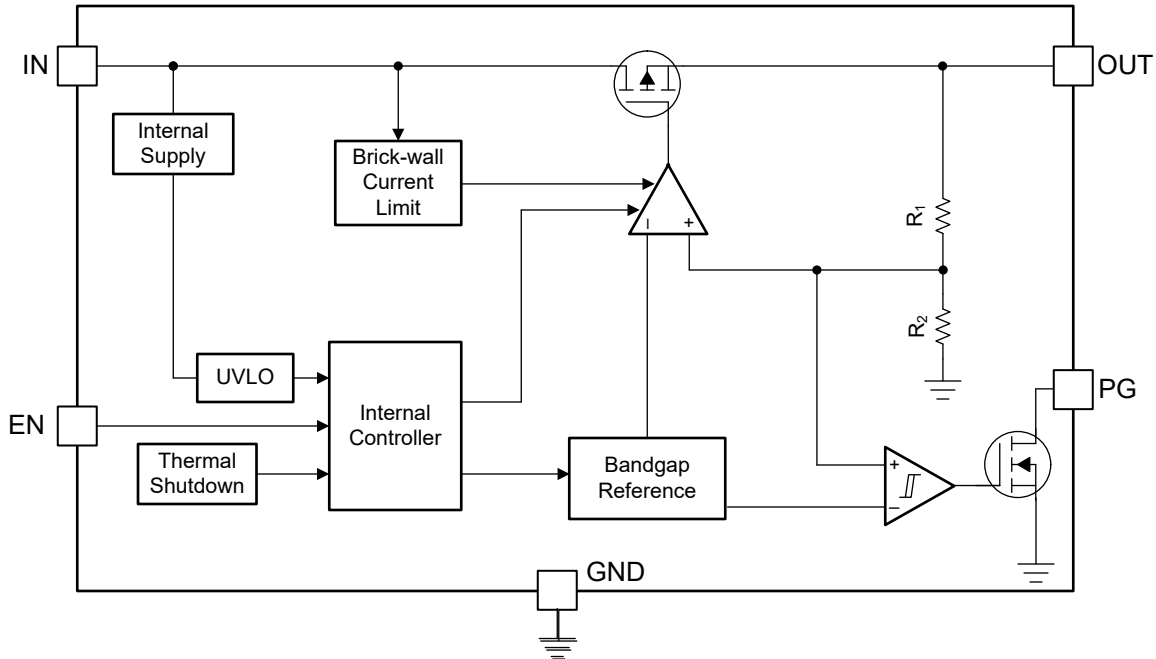 IN
OUT
Internal
Supply
Brick-wall
Current
Limit
R1
R2
UVLO
EN
Internal
Controller
Thermal
Shutdown
Bandgap
Reference
PG
GND